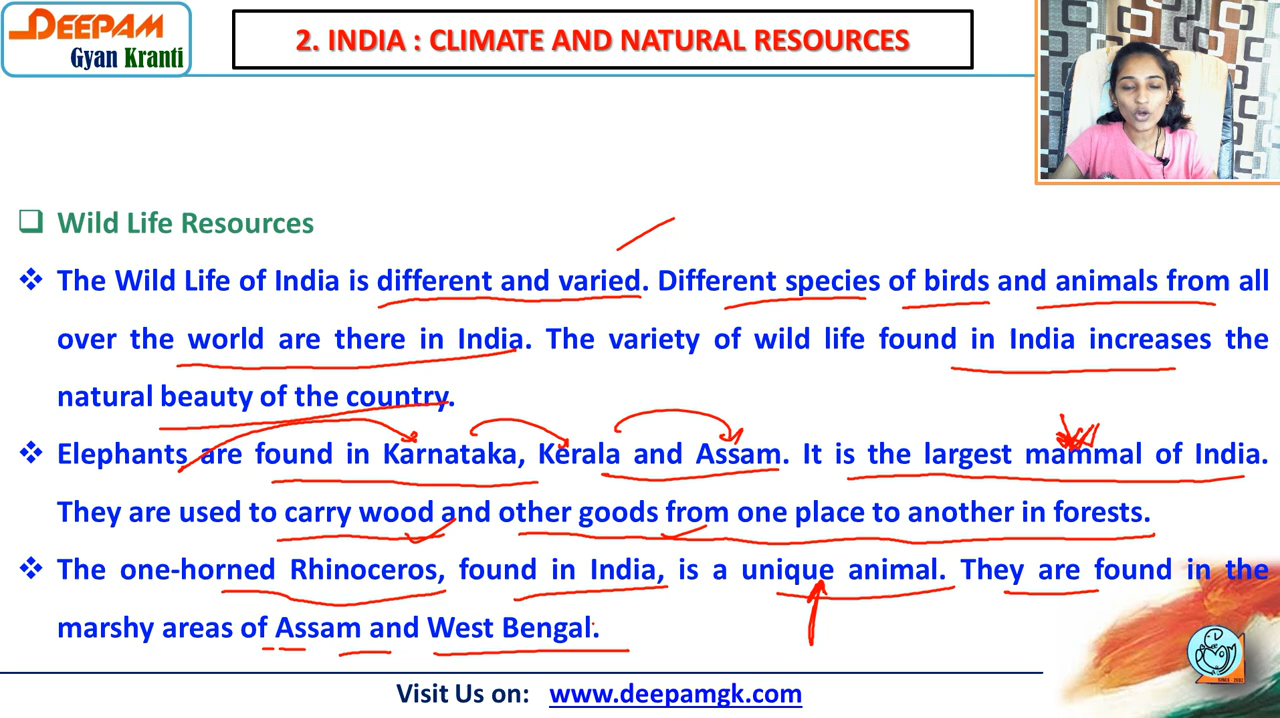 DEEPAM
Gyan Kranti
2. INDIA : CLIMATE AND NATURAL RESOURCES
Wild Life Resources
The Wild Life of India is different and varied. Different species of birds and animals from all
over the world are there in India. The variety of wild life found in India increases the
natural beauty of the country.
Elephants are found in Karnataka, Kerala and Assam. It is the largest mammal of India.
They are used to carry wood and other goods from one place to another in forests.
The one-horned Rhinoceros, found in India, is a unique animal. They are found in the
marshy areas of Assam and West Bengal.
Visit Us on: www.deepamgk.com